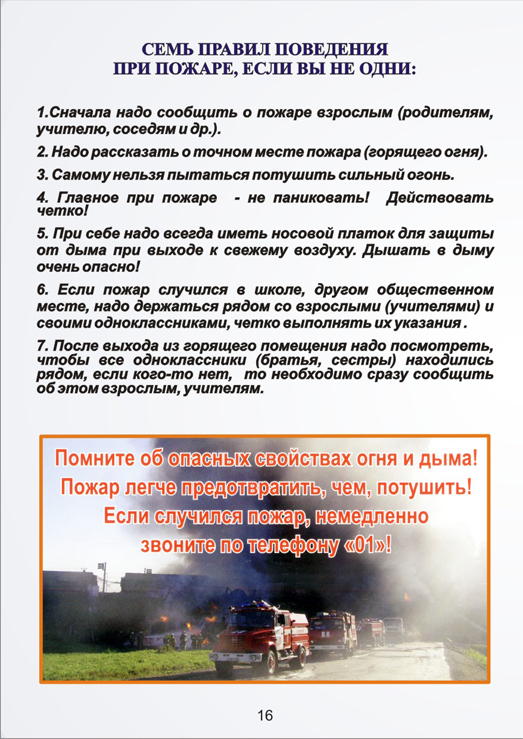 СЕМЬ ПРАВИЛ ПОВЕДЕНИЯ
ПРИ ПОЖАРЕ, ЕСЛИ ВЫ НЕ ОДНИ:
1.Сначала надо сообщить о пожаре взрослым (родителям,
учителю, соседям и др.).
2. Надо рассказать о точном месте пожара (горящего огня).
3. Самому нельзя пытаться потушить сильный огонь.
4. Главное при пожаре - не паниковать! Действовать
четко!
5. При себе надо всегда иметь носовой платок для защиты
от дыма при выходе к свежему воздуху. Дышать в дыму
очень опасно!
6. Если пожар случился в школе, другом общественном
месте, надо держаться рядом со взрослыми (учителями) и
своими одноклассниками, четко выполнять их указания .
7. После выхода из горящего помещения надо посмотреть,
чтобы все одноклассники (братья, сестры) находились
рядом, если кого-то нет, то необходимо сразу сообщить
об этом взрослым, учителям.
Помните об опасных свойствах огня и дыма!
Пожар легче предотвратить, чем, потушить!
Если случился пожар, немедленно
звоните по телефону «01»!
16